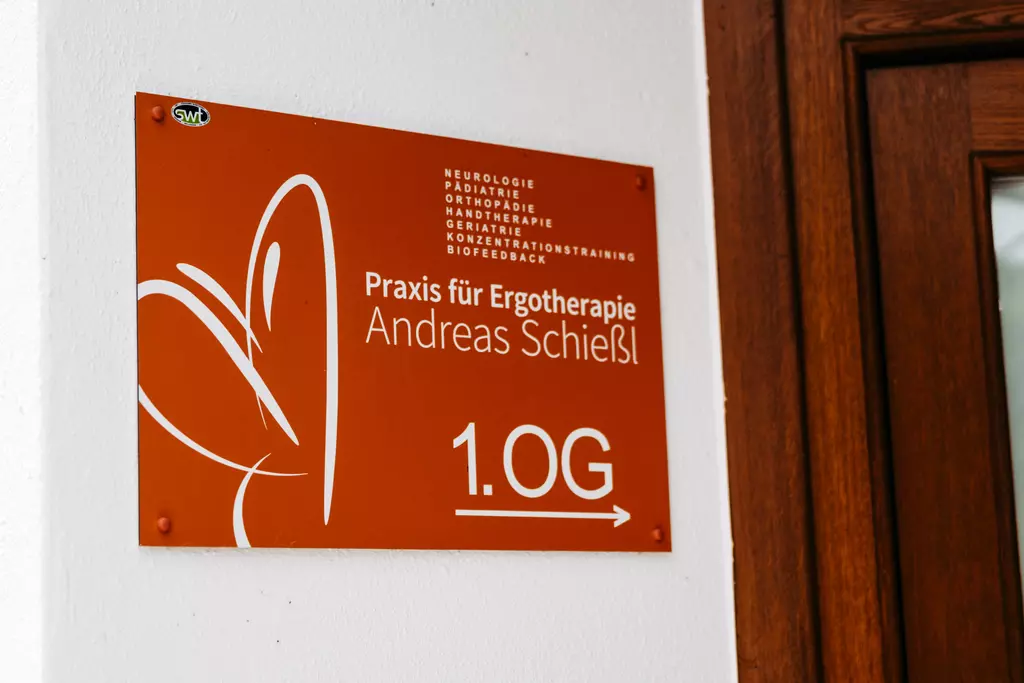 swt
NEUROLOGIE
PÄDIATRIE
ORTHOPÄDIE
HANDTHERAPIE
GERIATRIE
KONZENTRATIONSTRAINING
BIOFEEDBACK
Praxis für Ergotherapie
Andreas Schießl
1.OG